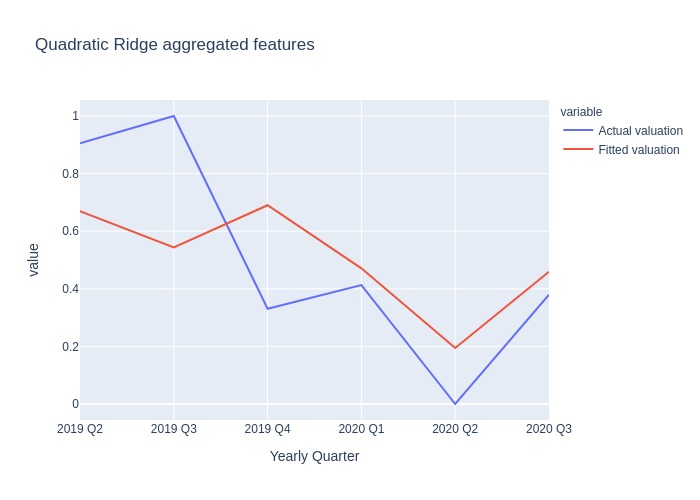 Quadratic Ridge aggregated features
variable
Actual valuation
Fitted valuation
1
0.8
0.6
0.4
0.2
0
value
2019 Q2
2019 Q3
2019 Q4
2020 Q1
2020 Q2
2020 Q3
Yearly Quarter